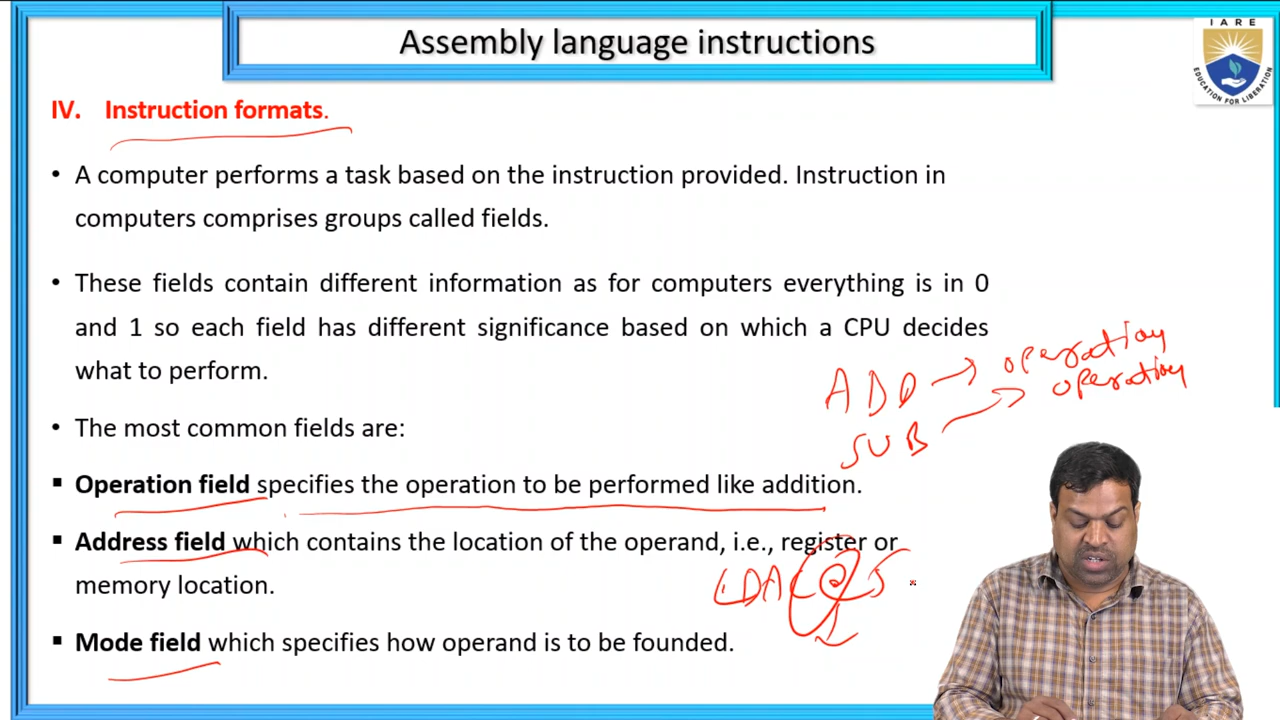 Assembly language instructions
IARE
EDUCATION FOR LIBERATION
IV. Instruction formats.
• A computer performs a task based on the instruction provided. Instruction in
computers comprises groups called fields.
• These fields contain different information as for computers everything is in 0
and 1 so each field has different significance based on which a CPU decides
what to perform.
ADD → operation
SUB → operation
• The most common fields are:
▪ Operation field specifies the operation to be performed like addition.
▪ Address field which contains the location of the operand, i.e., register or
memory location.
LDA
▪ Mode field which specifies how operand is to be founded.